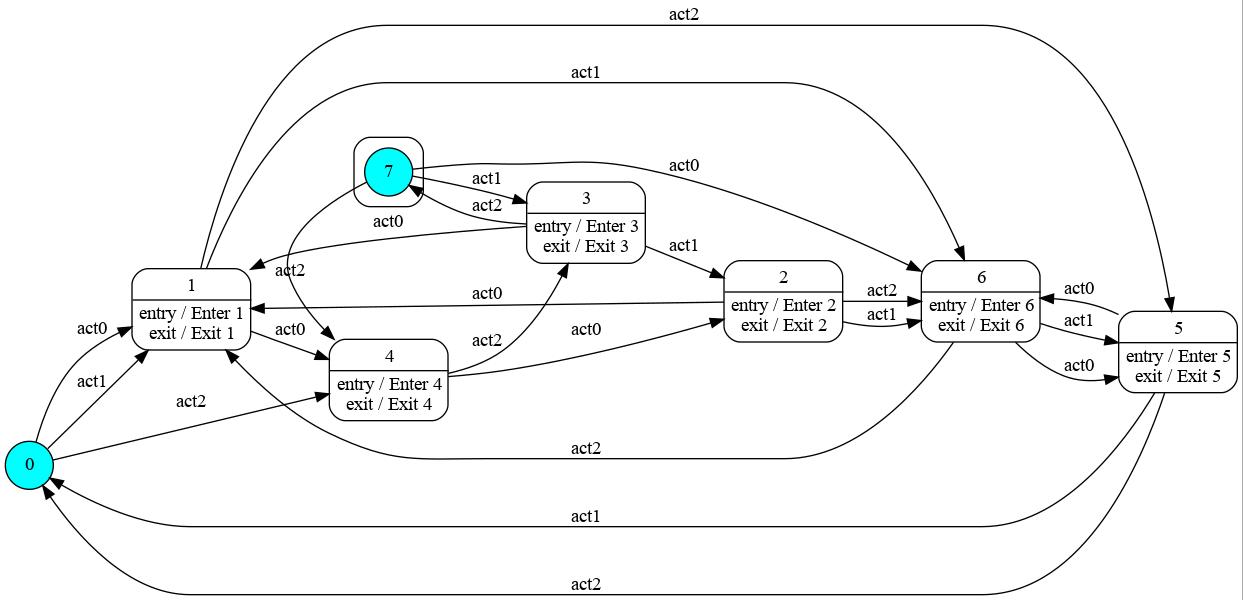 act2
act1
7
act0
act1
act2
3
entry / Enter 3
exit / Exit 3
act0
act1
act2
1
entry / Enter 1
exit / Exit 1
act0
2
entry / Enter 2
exit / Exit 2
act2
act1
6
entry / Enter 6
exit / Exit 6
act0
act1
act0
5
entry / Enter 5
exit / Exit 5
act0
act1
act0
act2
act0
4
entry / Enter 4
exit / Exit 4
act2
0
act2
act1
act2